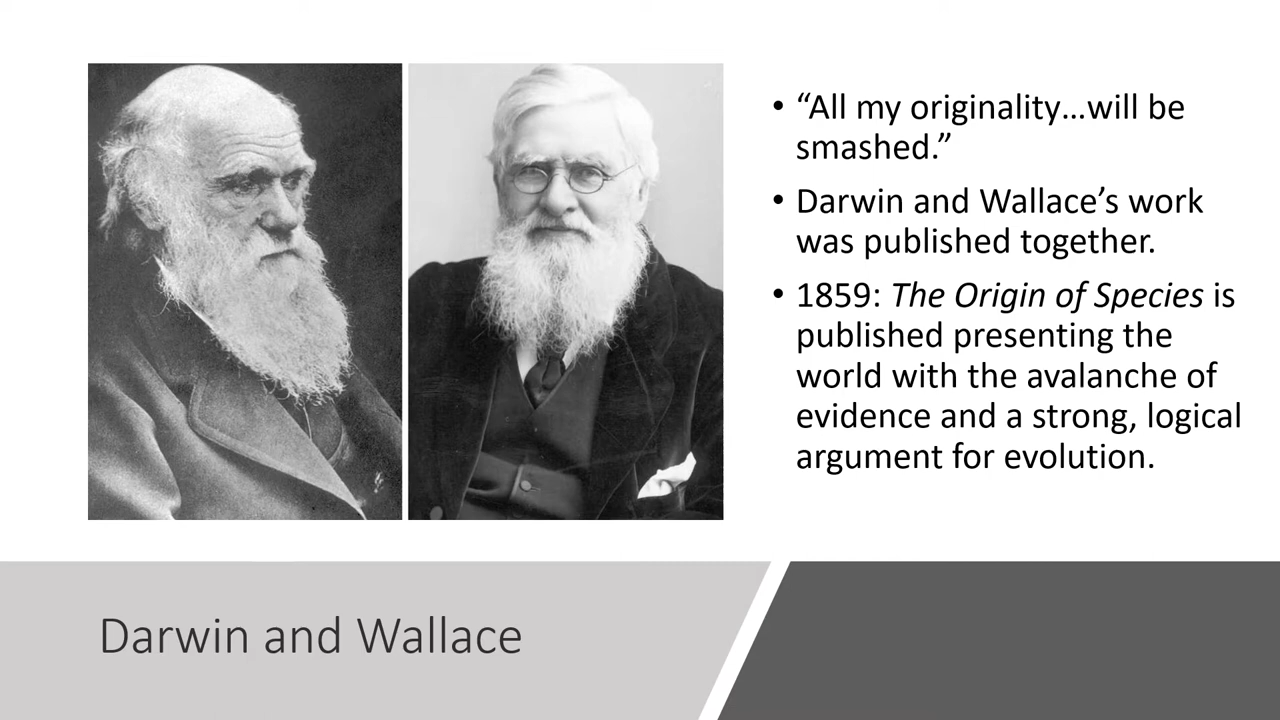 • “All my originality…will be
smashed.”
• Darwin and Wallace’s work
was published together.
• 1859: The Origin of Species is
published presenting the
world with the avalanche of
evidence and a strong, logical
argument for evolution.
Darwin and Wallace